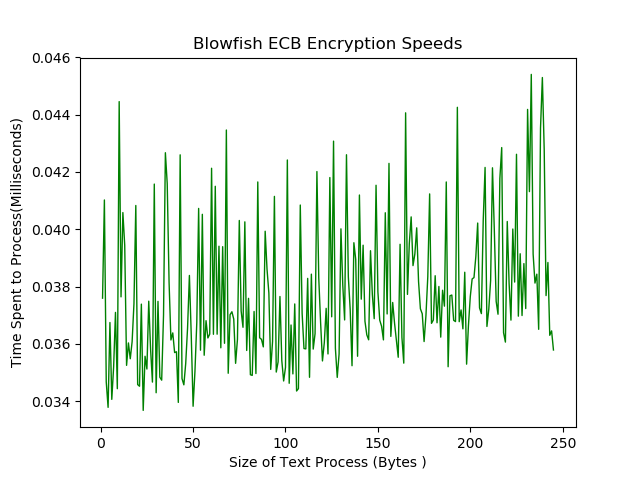 Blowfish ECB Encryption Speeds
0.046
0.044
0.042
0.040
0.038
0.036
0.034
Time Spent to Process(Milliseconds)
0 50 100 150 200 250
Size of Text Process (Bytes )